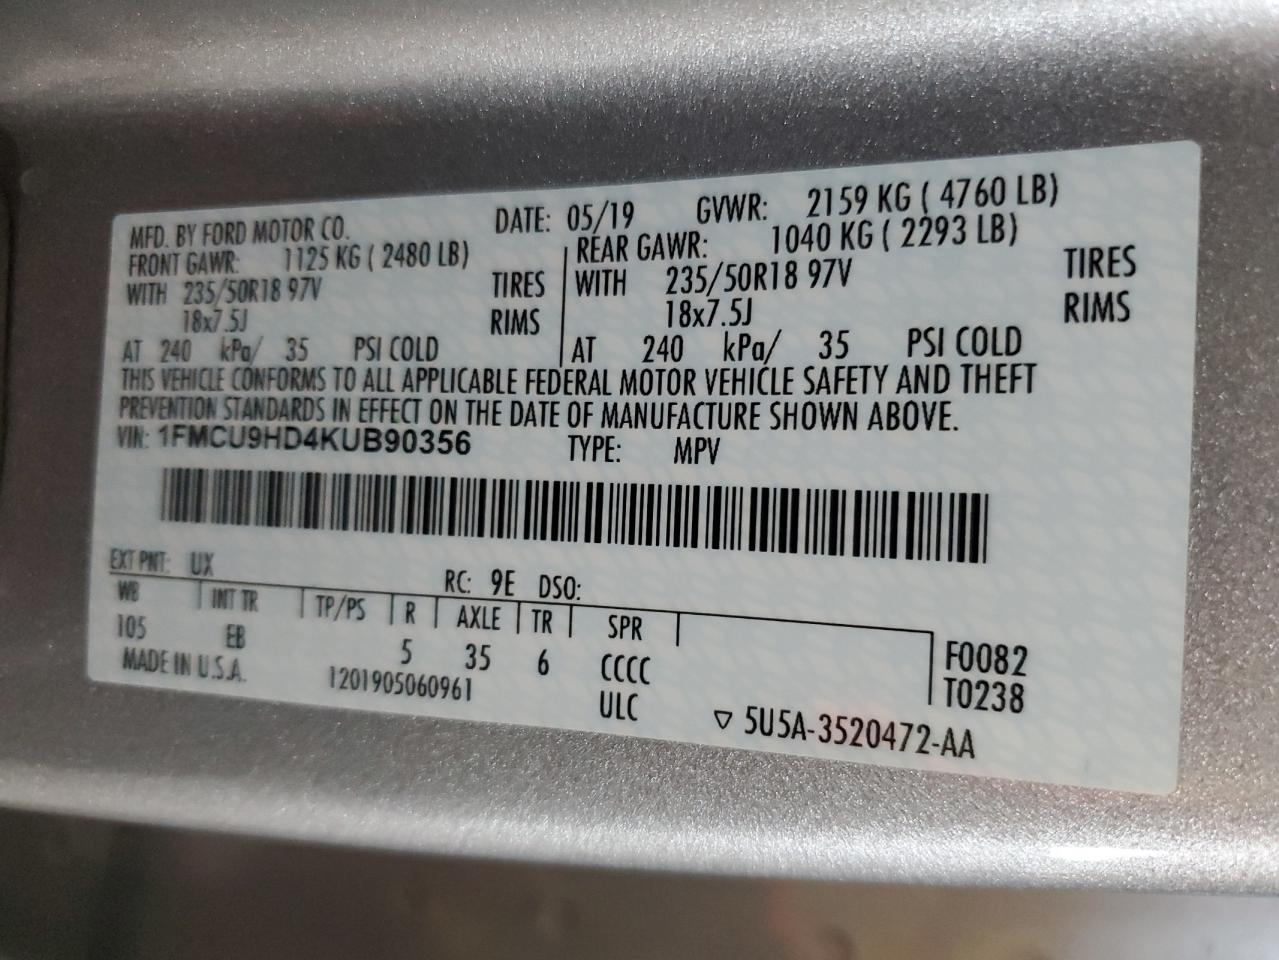 MFD. BY FORD MOTOR CO. DATE: 05/19 GVWR: 2159 KG ( 4760 LB)
FRONT GAWR: 1125 KG ( 2480 LB) REAR GAWR: 1040 KG ( 2293 LB)
WITH 235/50R18 97V TIRES WITH 235/50R18 97V TIRES
18x7.5J RIMS 18x7.5J RIMS
AT 240 kPa/ 35 PSI COLD AT 240 kPa/ 35 PSI COLD
THIS VEHICLE CONFORMS TO ALL APPLICABLE FEDERAL MOTOR VEHICLE SAFETY AND THEFT
PREVENTION STANDARDS IN EFFECT ON THE DATE OF MANUFACTURE SHOWN ABOVE.
VIN: 1FMCU9HD4KUB90356 TYPE: MPV
EXT PNT: UX RC: 9E DSO:
WB INT TR TP/PS R AXLE TR SPR
105 EB 5 35 6 CCCC F0082
MADE IN U.S.A. 1201905060961 ULC T0238
▽ 5U5A-3520472-AA